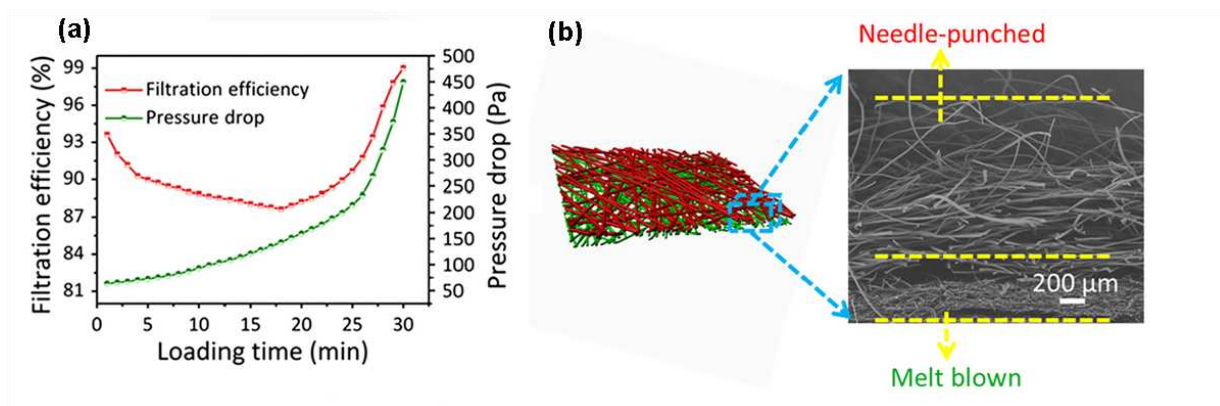 (a)
Filtration efficiency (%)
99
96
93
90
87
84
81
Filtration efficiency
Pressure drop
500
450
400
350
300
250
200
150
100
50
Pressure drop (Pa)
0 5 10 15 20 25 30
Loading time (min)
(b)
Needle-punched
200 µm
Melt blown